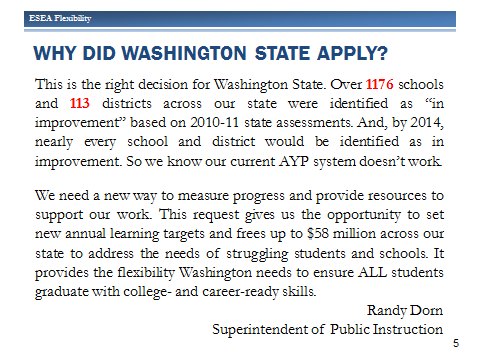 ESEA Flexibility
WHY DID WASHINGTON STATE APPLY?
This is the right decision for Washington State. Over 1176 schools
and 113 districts across our state were identified as “in
improvement” based on 2010-11 state assessments. And, by 2014,
nearly every school and district would be identified as in
improvement. So we know our current AYP system doesn’t work.
We need a new way to measure progress and provide resources to
support our work. This request gives us the opportunity to set
new annual learning targets and frees up to $58 million across our
state to address the needs of struggling students and schools. It
provides the flexibility Washington needs to ensure ALL students
graduate with college- and career-ready skills.
Randy Dorn
Superintendent of Public Instruction
5